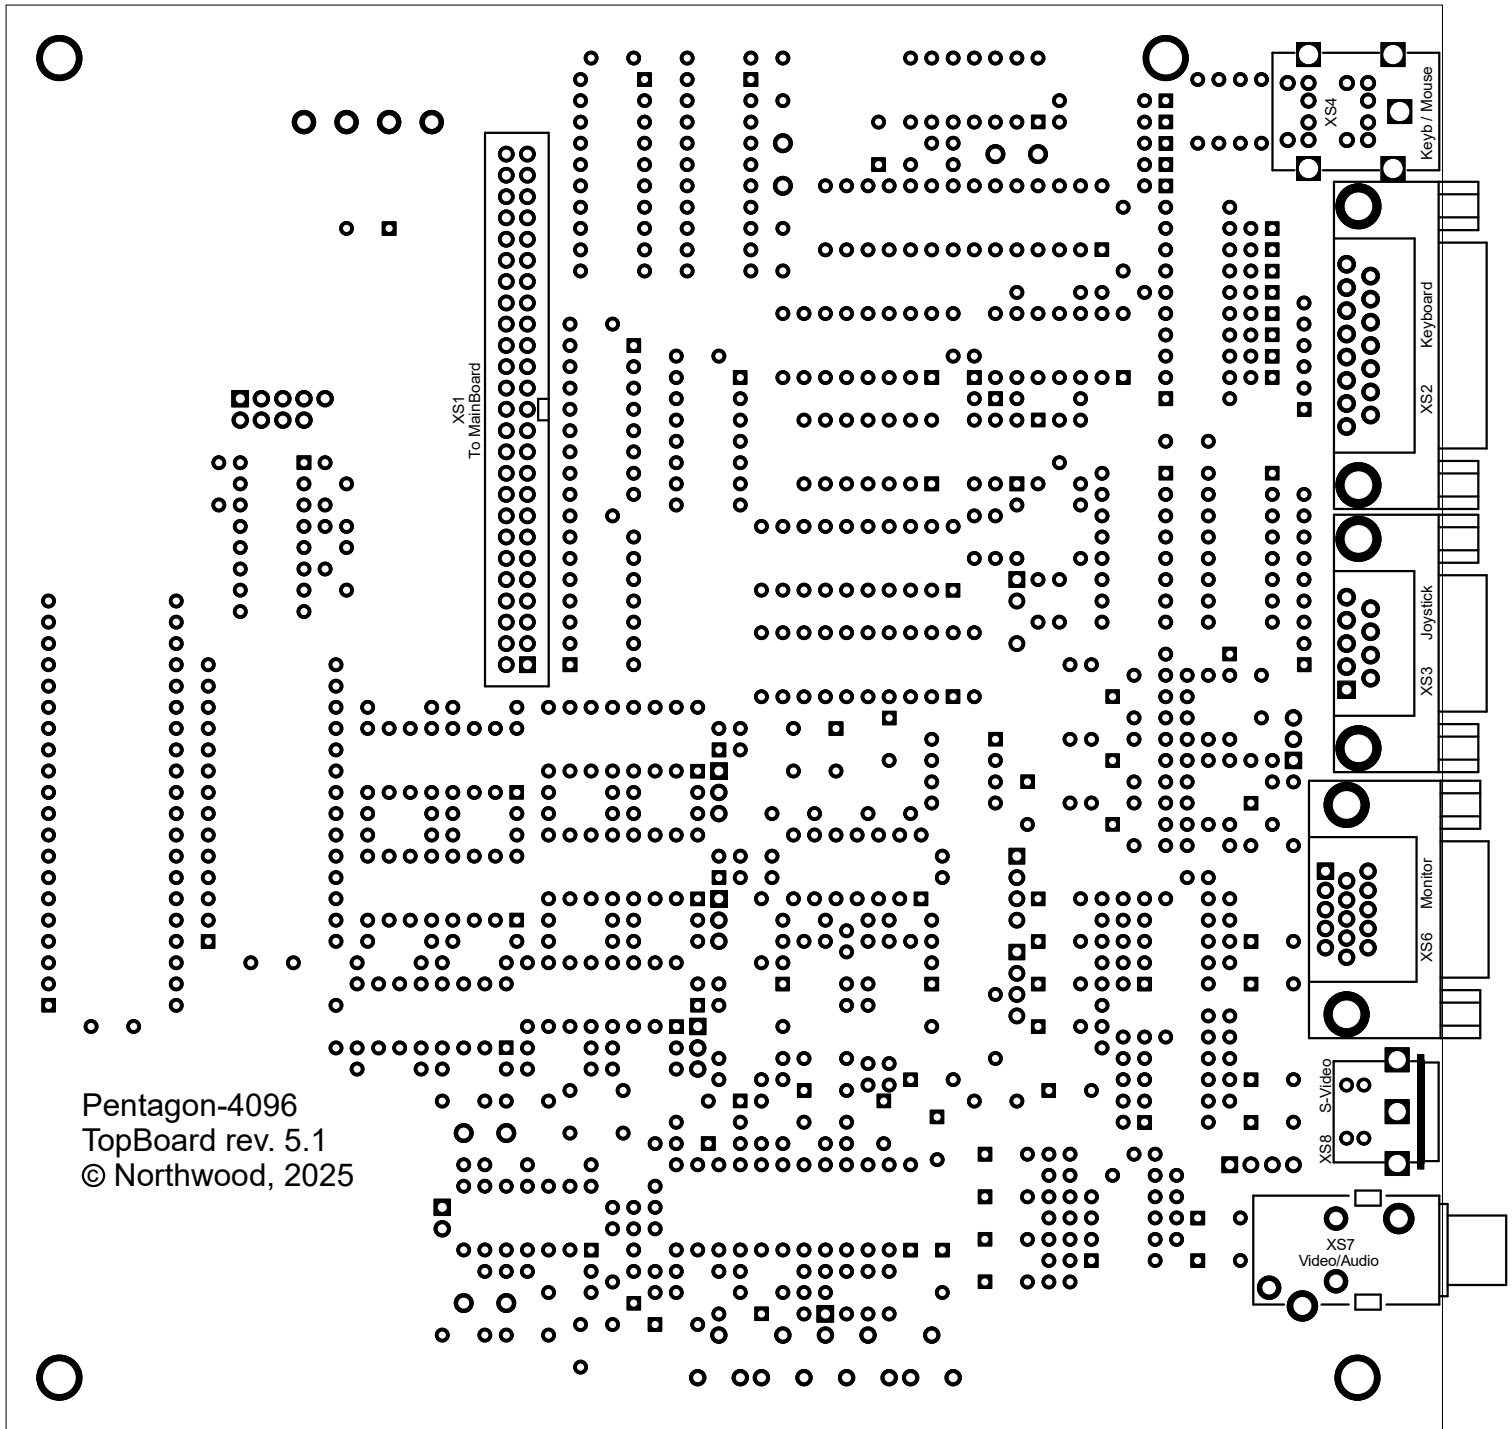 XS4
Keyb / Mouse
XS1
To MainBoard
XS2 Keyboard
XS3 Joystick
XS6 Monitor
XS8 S-Video
XS7
Video/Audio
Pentagon-4096
TopBoard rev. 5.1
© Northwood, 2025